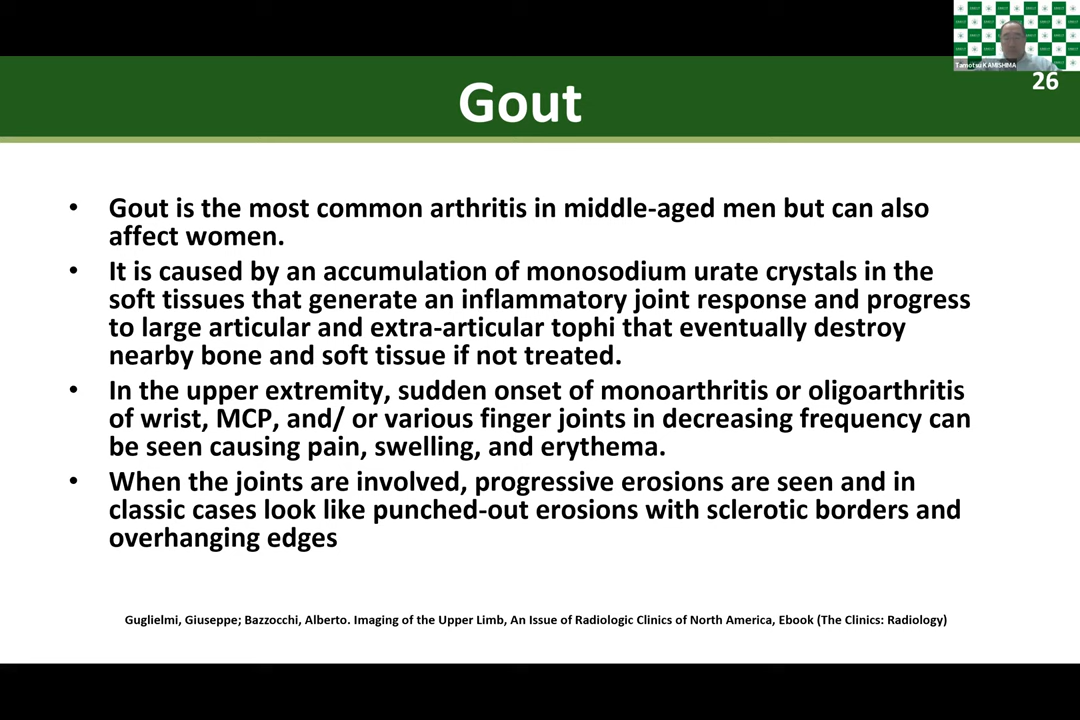 Tamotsu KAMISHIMA
26
Gout
• Gout is the most common arthritis in middle-aged men but can also
affect women.
• It is caused by an accumulation of monosodium urate crystals in the
soft tissues that generate an inflammatory joint response and progress
to large articular and extra-articular tophi that eventually destroy
nearby bone and soft tissue if not treated.
• In the upper extremity, sudden onset of monoarthritis or oligoarthritis
of wrist, MCP, and/ or various finger joints in decreasing frequency can
be seen causing pain, swelling, and erythema.
• When the joints are involved, progressive erosions are seen and in
classic cases look like punched-out erosions with sclerotic borders and
overhanging edges
Guglielmi, Giuseppe; Bazzocchi, Alberto. Imaging of the Upper Limb, An Issue of Radiologic Clinics of North America, Ebook (The Clinics: Radiology)